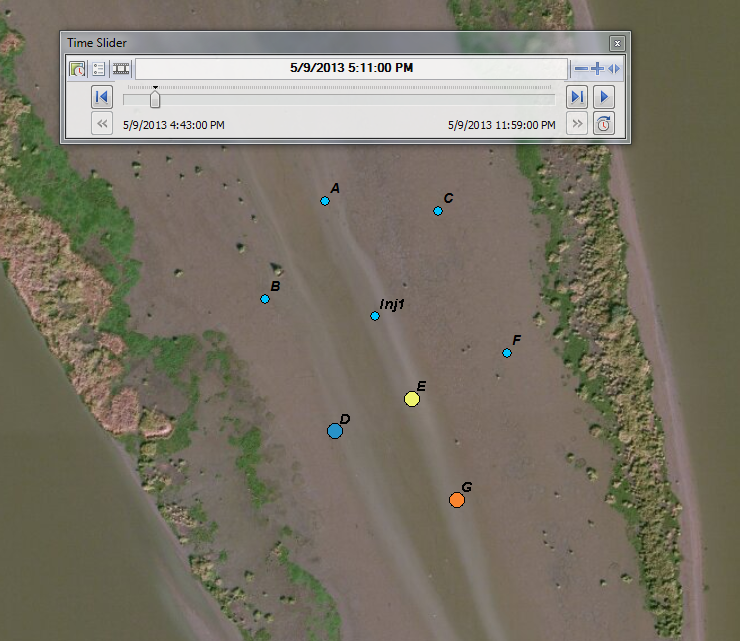 Time Slider
5/9/2013 5:11:00 PM
5/9/2013 4:43:00 PM
5/9/2013 11:59:00 PM
A
C
B
Inj1
F
E
D
G